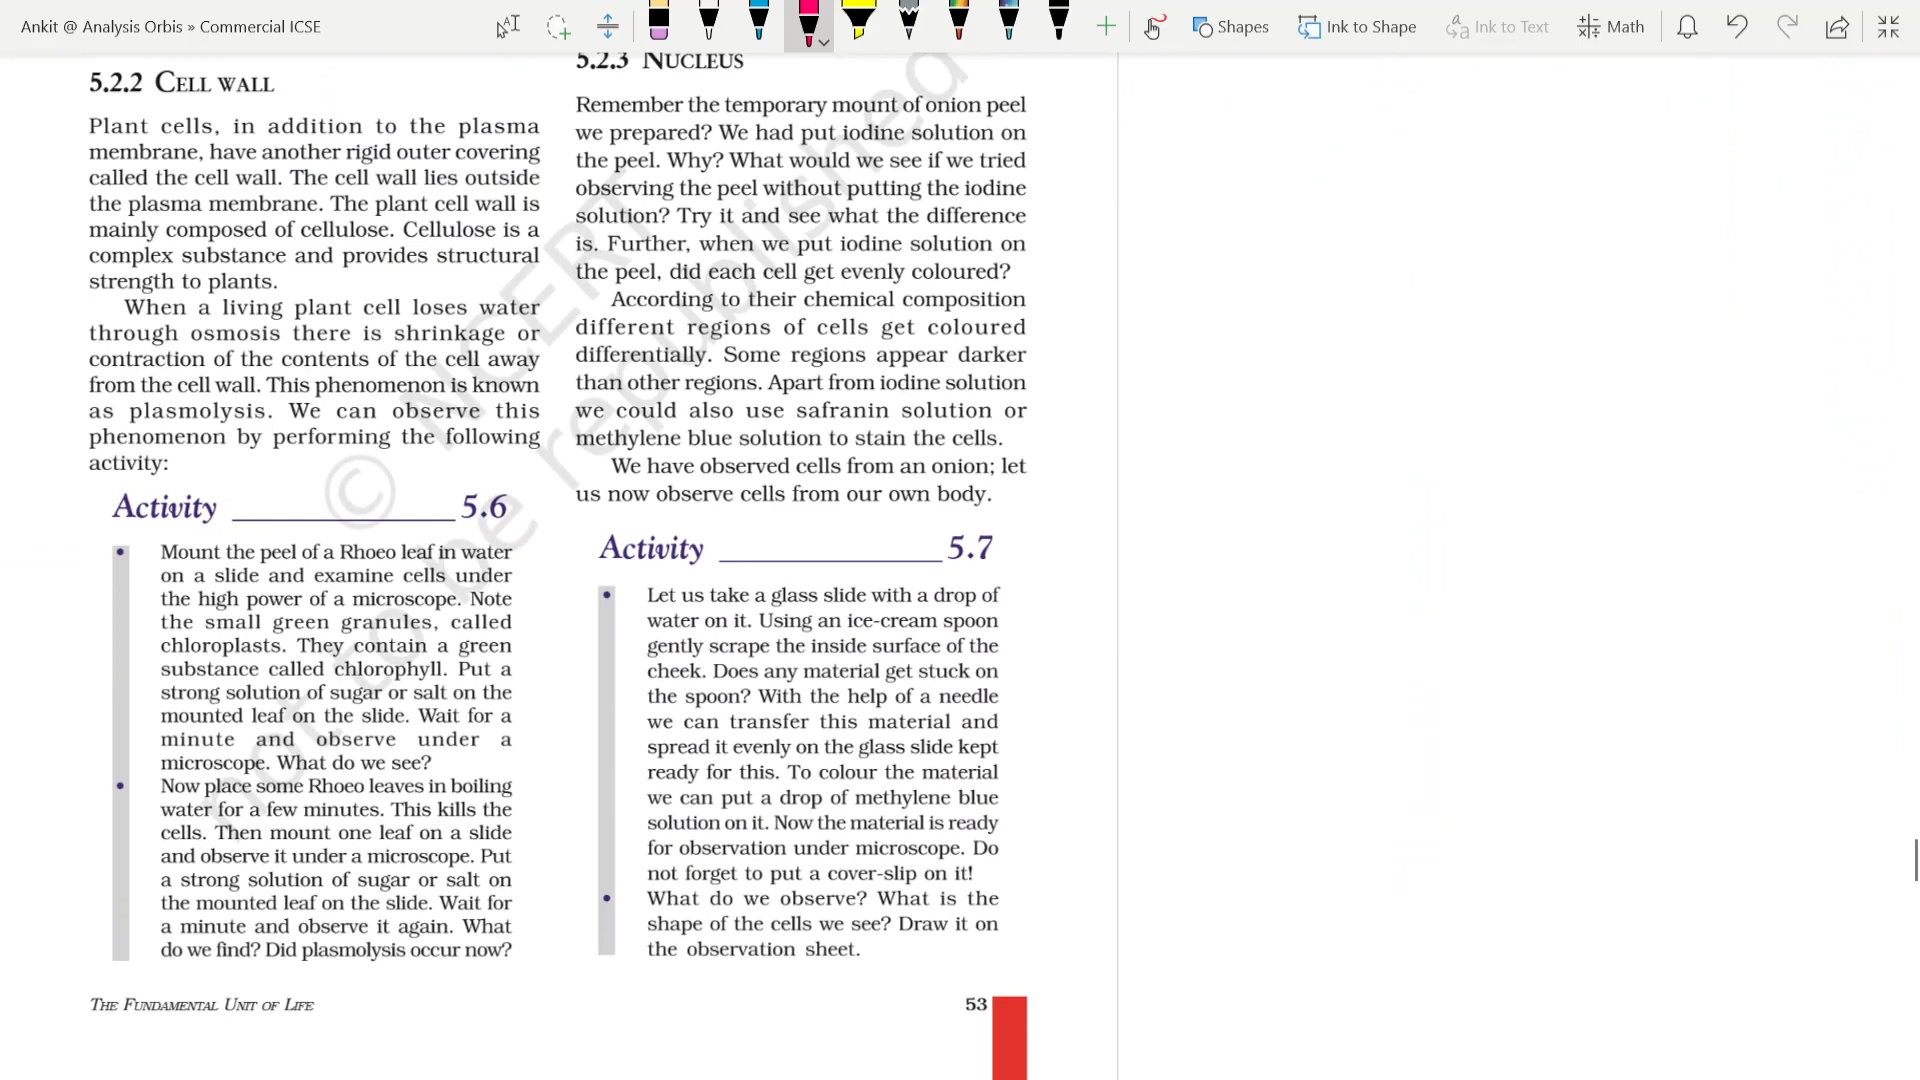 Ankit @ Analysis Orbis » Commercial ICSE
Shapes
Ink to Shape
Ink to Text
Math
5.2.2 CELL WALL
Plant cells, in addition to the plasma
membrane, have another rigid outer covering
called the cell wall. The cell wall lies outside
the plasma membrane. The plant cell wall is
mainly composed of cellulose. Cellulose is a
complex substance and provides structural
strength to plants.
When a living plant cell loses water
through osmosis there is shrinkage or
contraction of the contents of the cell away
from the cell wall. This phenomenon is known
as plasmolysis. We can observe this
phenomenon by performing the following
activity:
Activity 5.6
• Mount the peel of a Rhoeo leaf in water
on a slide and examine cells under
the high power of a microscope. Note
the small green granules, called
chloroplasts. They contain a green
substance called chlorophyll. Put a
strong solution of sugar or salt on the
mounted leaf on the slide. Wait for a
minute and observe under a
microscope. What do we see?
• Now place some Rhoeo leaves in boiling
water for a few minutes. This kills the
cells. Then mount one leaf on a slide
and observe it under a microscope. Put
a strong solution of sugar or salt on
the mounted leaf on the slide. Wait for
a minute and observe it again. What
do we find? Did plasmolysis occur now?
5.2.3 NUCLEUS
Remember the temporary mount of onion peel
we prepared? We had put iodine solution on
the peel. Why? What would we see if we tried
observing the peel without putting the iodine
solution? Try it and see what the difference
is. Further, when we put iodine solution on
the peel, did each cell get evenly coloured?
According to their chemical composition
different regions of cells get coloured
differentially. Some regions appear darker
than other regions. Apart from iodine solution
we could also use safranin solution or
methylene blue solution to stain the cells.
We have observed cells from an onion; let
us now observe cells from our own body.
Activity 5.7
• Let us take a glass slide with a drop of
water on it. Using an ice-cream spoon
gently scrape the inside surface of the
cheek. Does any material get stuck on
the spoon? With the help of a needle
we can transfer this material and
spread it evenly on the glass slide kept
ready for this. To colour the material
we can put a drop of methylene blue
solution on it. Now the material is ready
for observation under microscope. Do
not forget to put a cover-slip on it!
• What do we observe? What is the
shape of the cells we see? Draw it on
the observation sheet.
© NCERT
not to be republished
THE FUNDAMENTAL UNIT OF LIFE
53